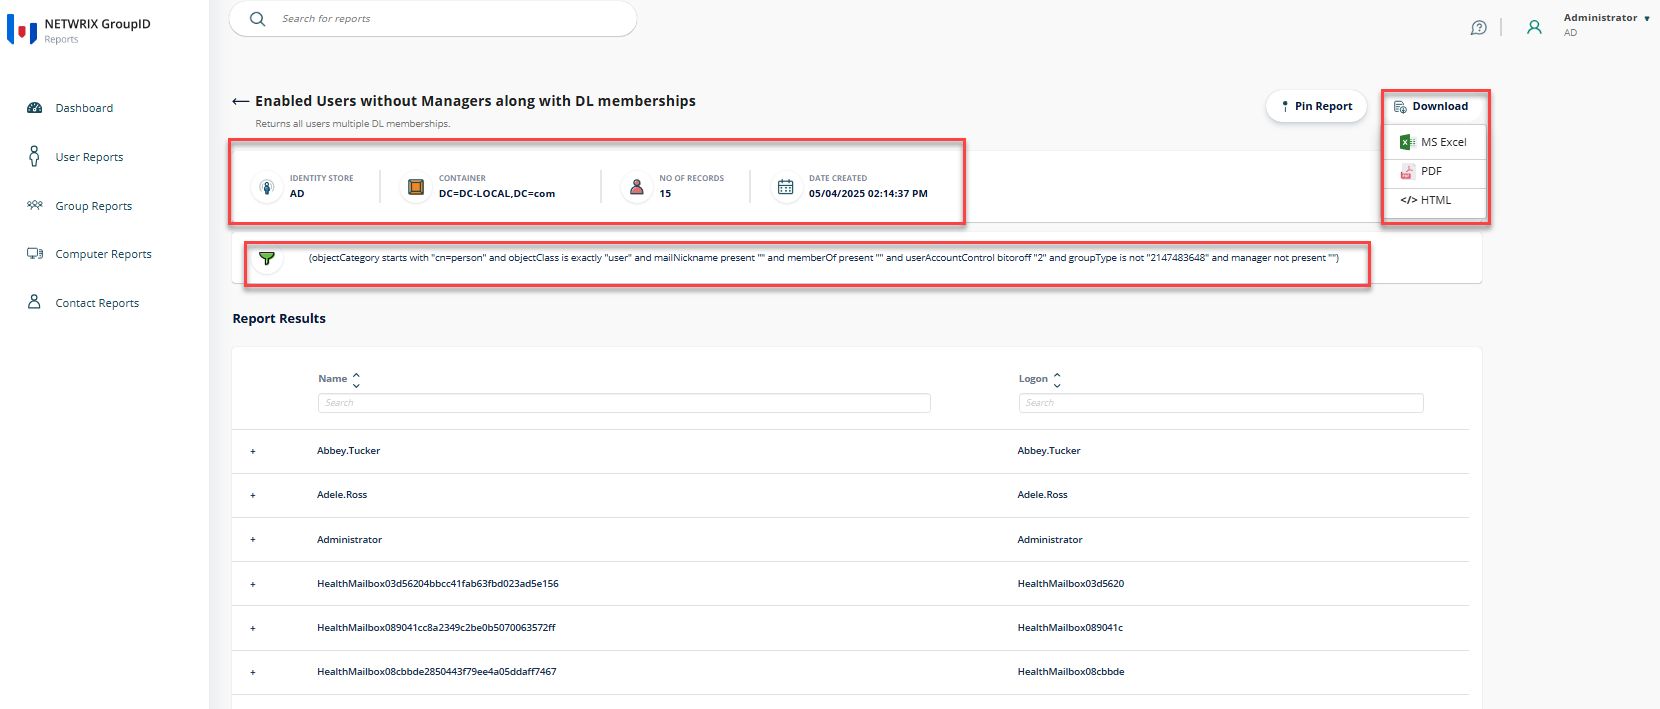 NETWRIX GroupID
Reports
Search for reports
Administrator
AD
Dashboard
User Reports
Group Reports
Computer Reports
Contact Reports
Enabled Users without Managers along with DL memberships
Returns all users multiple DL memberships.
Pin Report
Download
MS Excel
PDF
</> HTML
IDENTITY STORE
AD
CONTAINER
DC=DC-LOCAL,DC=com
NO OF RECORDS
15
DATE CREATED
05/04/2025 02:14:37 PM
(objectCategory starts with "cn=person" and objectClass is exactly "user" and mailNickname present "" and memberOf present "" and userAccountControl bitoroff "2" and groupType is not "2147483648" and manager not present "")
Report Results
Name
Logon
Search
Search
+ Abbey.Tucker Abbey.Tucker
+ Adele.Ross Adele.Ross
+ Administrator Administrator
+ HealthMailbox03d56204bbcc41fab63fbd023ad5e156 HealthMailbox03d5620
+ HealthMailbox089041cc8a2349c2be0b5070063572ff HealthMailbox089041c
+ HealthMailbox08cbbde2850443f79ee4a05ddaff7467 HealthMailbox08cbbde